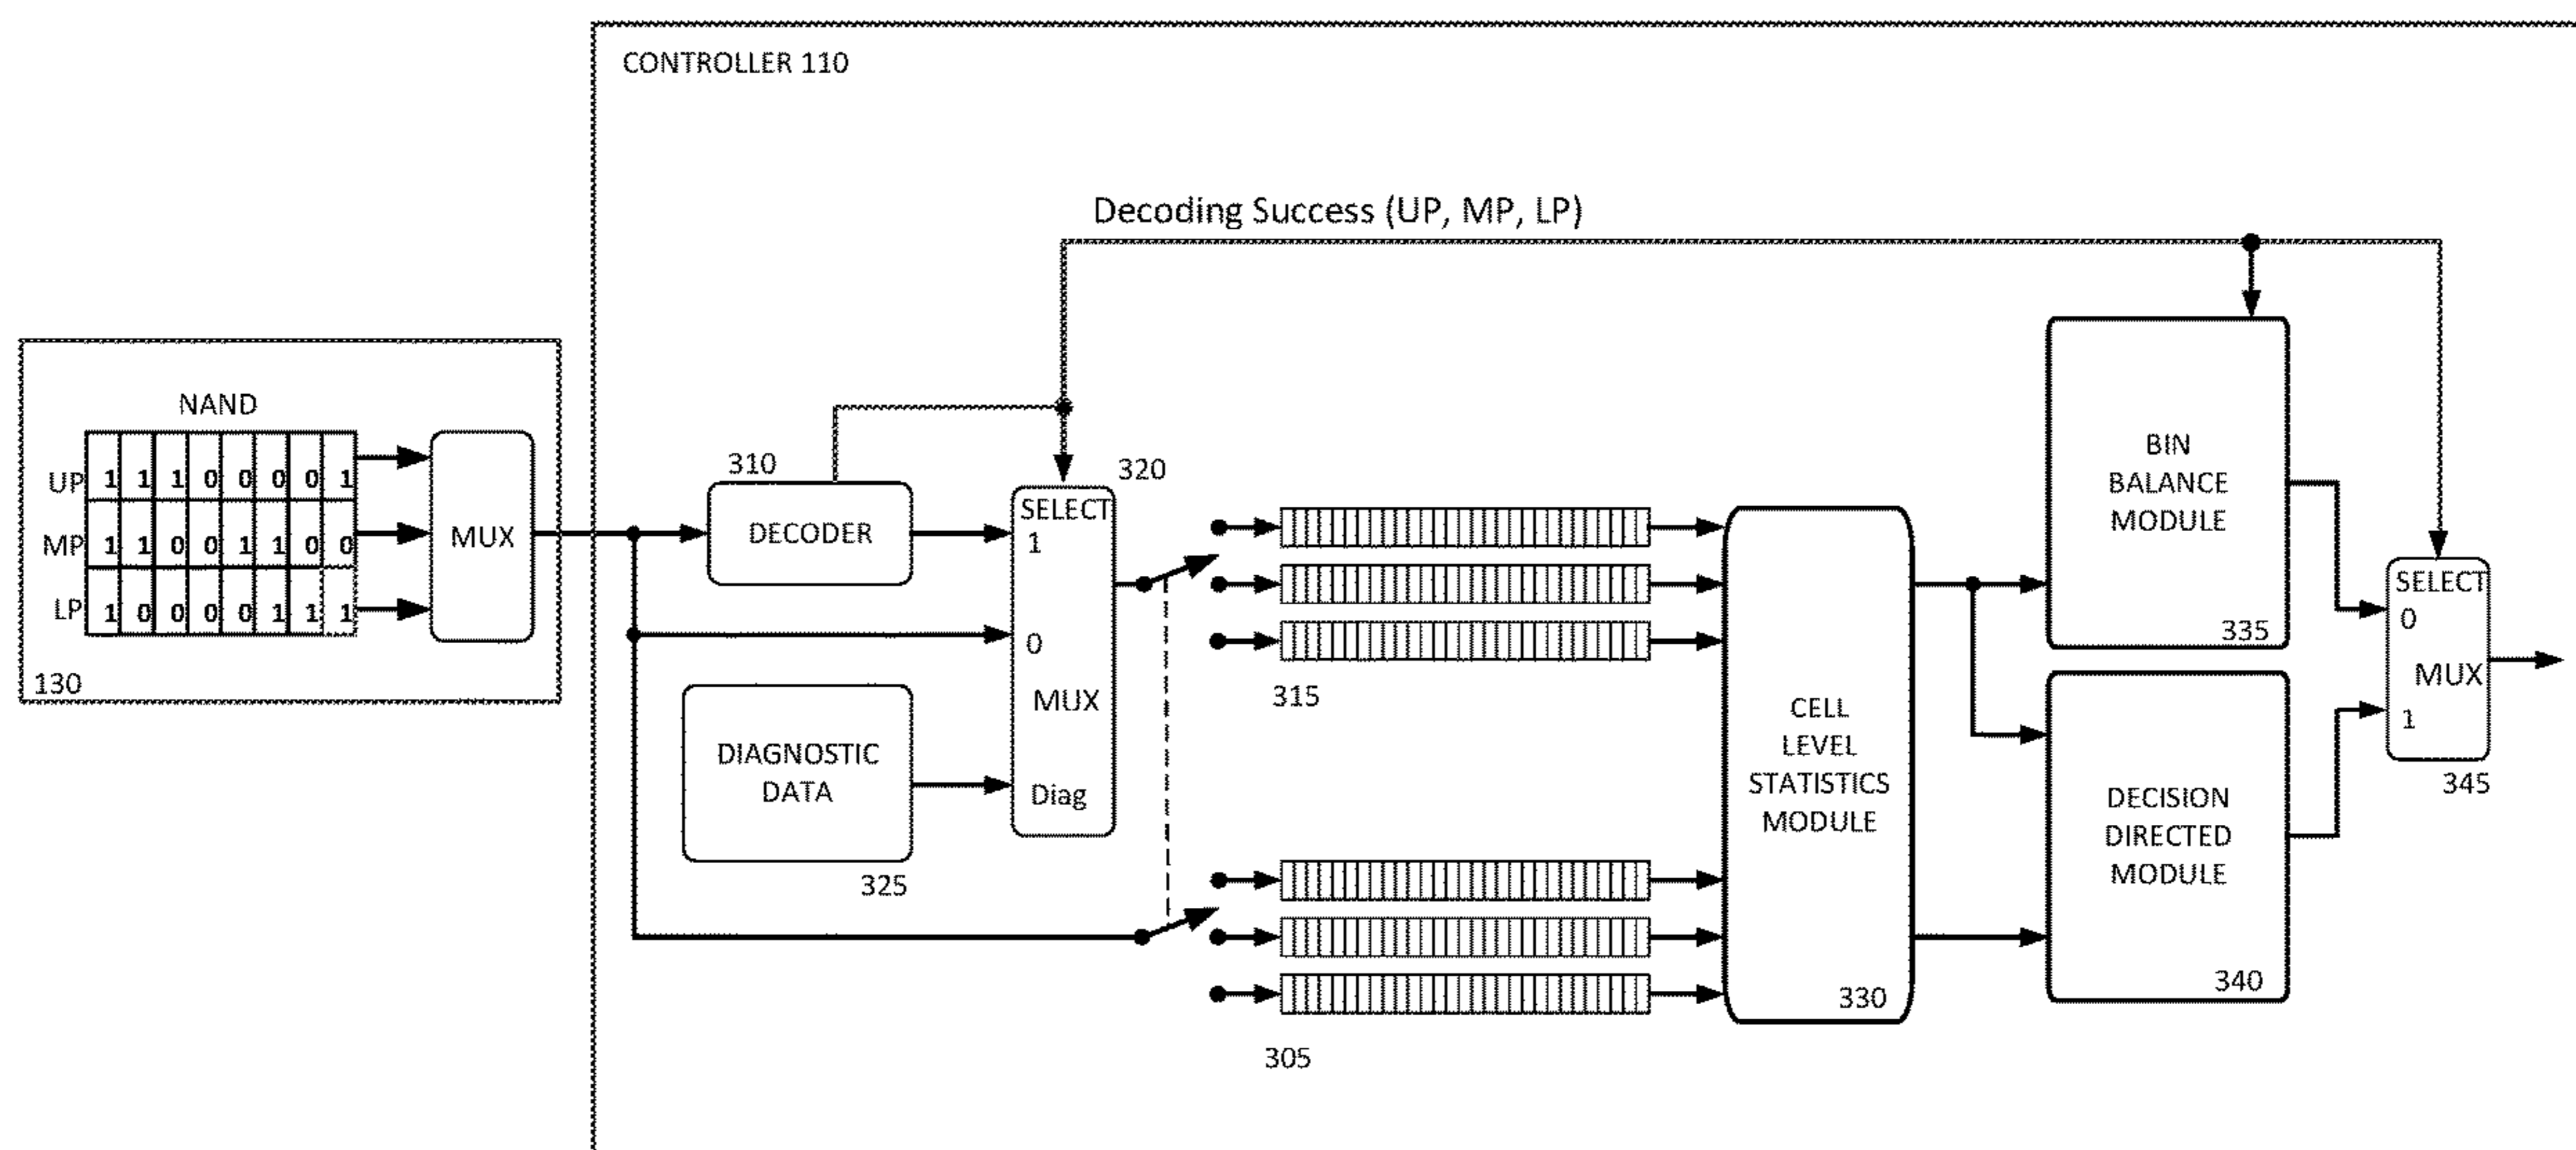 CONTROLLER 110
Decoding Success (UP, MP, LP)
NAND
UP 1 1 1 0 0 0 0 1
MP 1 1 0 0 1 1 0 0
LP 1 0 0 0 0 1 1 1
MUX
130
310
DECODER
320
SELECT
1
0
MUX
Diag
DIAGNOSTIC
DATA
325
315
305
CELL
LEVEL
STATISTICS
MODULE
330
BIN
BALANCE
MODULE
335
DECISION
DIRECTED
MODULE
340
SELECT
0
MUX
1
345